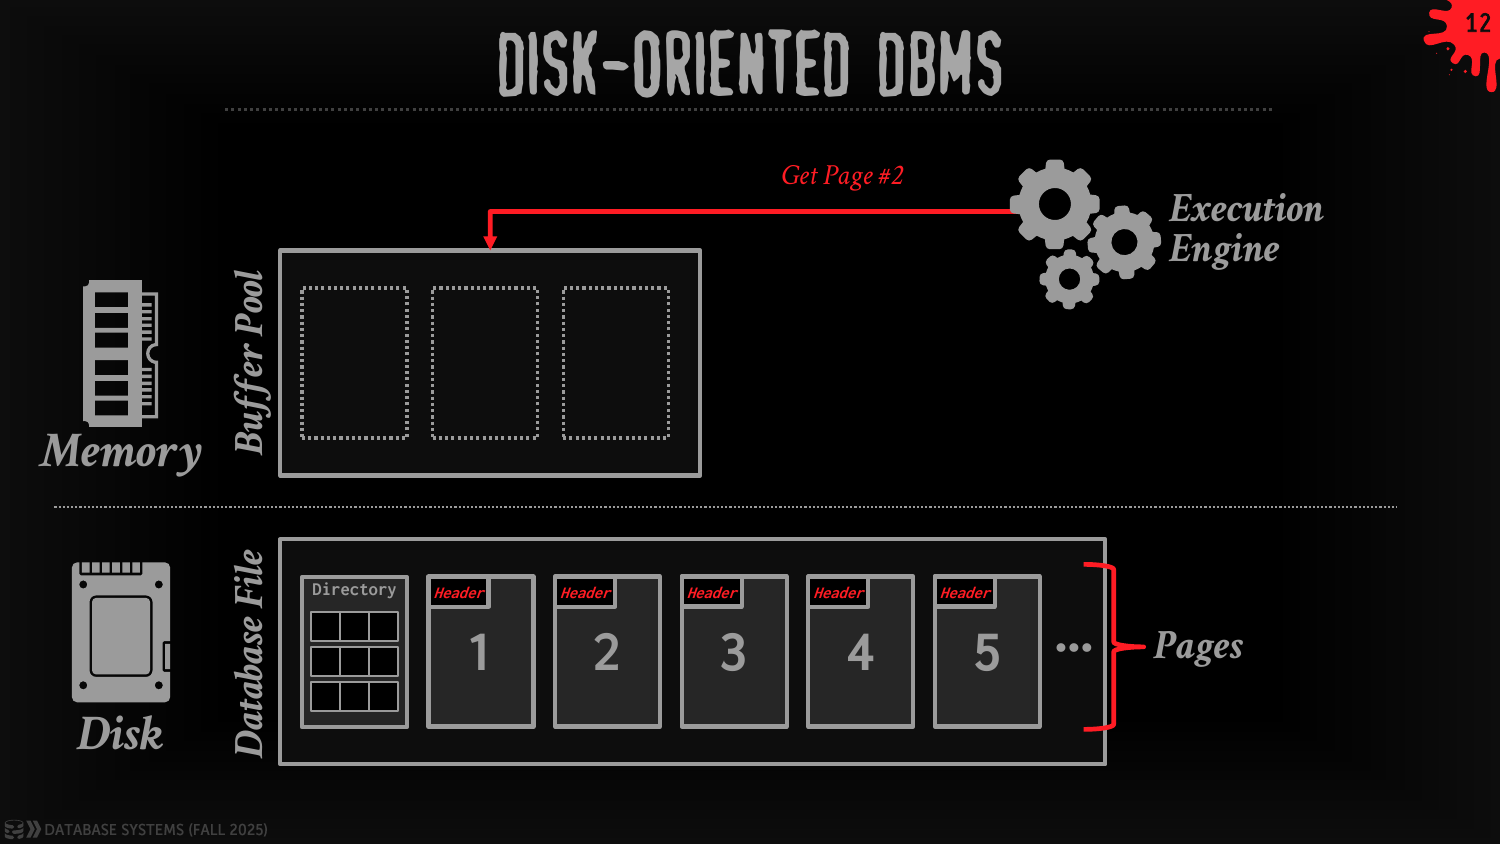 DISK-ORIENTED DBMS
12
Get Page #2
Execution
Engine
Buffer Pool
Memory
Database File
Directory
Header
1
Header
2
Header
3
Header
4
Header
5
...
Pages
Disk
DATABASE SYSTEMS (FALL 2025)